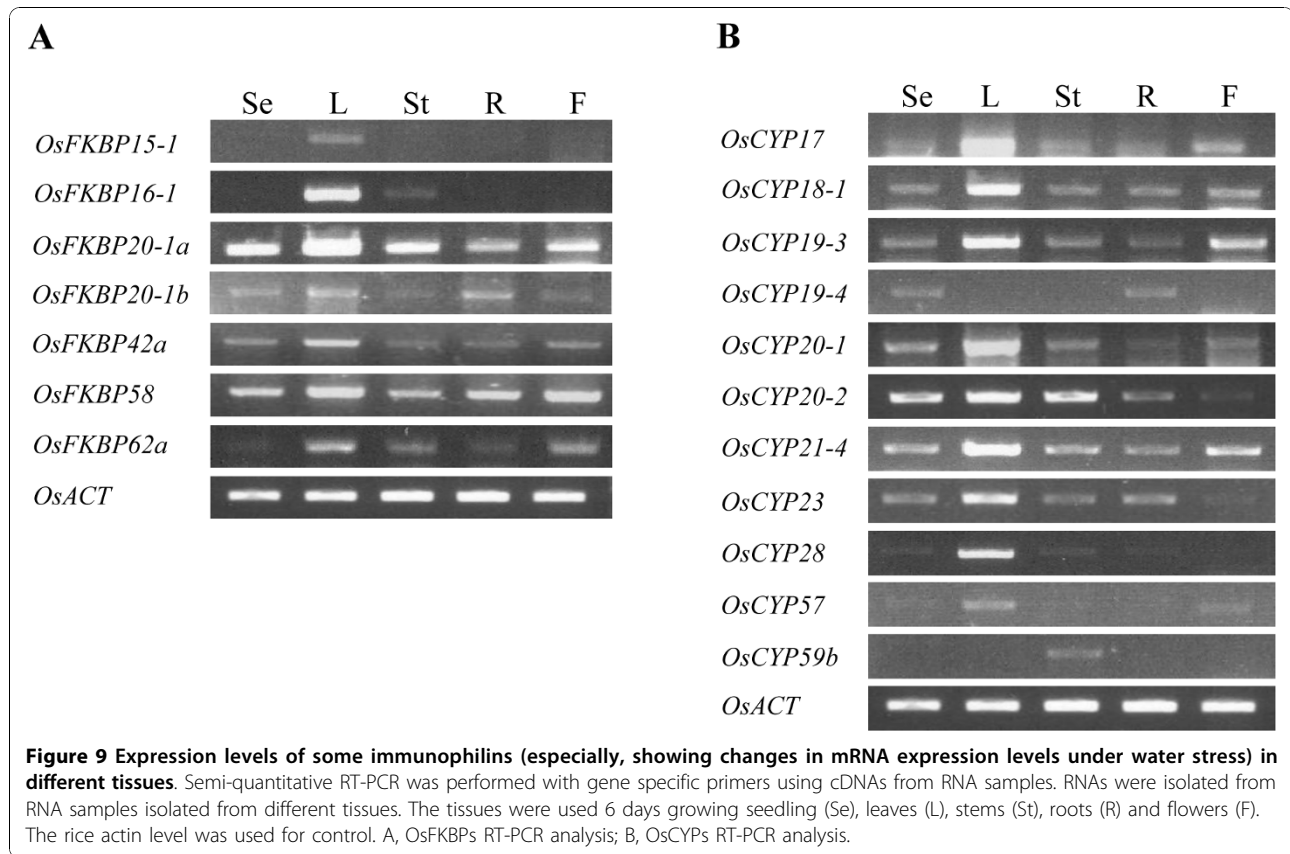 A
Se L St R F
OsFKBP15-1
OsFKBP16-1
OsFKBP20-1a
OsFKBP20-1b
OsFKBP42a
OsFKBP58
OsFKBP62a
OsACT
B
Se L St R F
OsCYP17
OsCYP18-1
OsCYP19-3
OsCYP19-4
OsCYP20-1
OsCYP20-2
OsCYP21-4
OsCYP23
OsCYP28
OsCYP57
OsCYP59b
OsACT
Figure 9 Expression levels of some immunophilins (especially, showing changes in mRNA expression levels under water stress) in
different tissues. Semi-quantitative RT-PCR was performed with gene specific primers using cDNAs from RNA samples. RNAs were isolated from
RNA samples isolated from different tissues. The tissues were used 6 days growing seedling (Se), leaves (L), stems (St), roots (R) and flowers (F).
The rice actin level was used for control. A, OsFKBPs RT-PCR analysis; B, OsCYPs RT-PCR analysis.